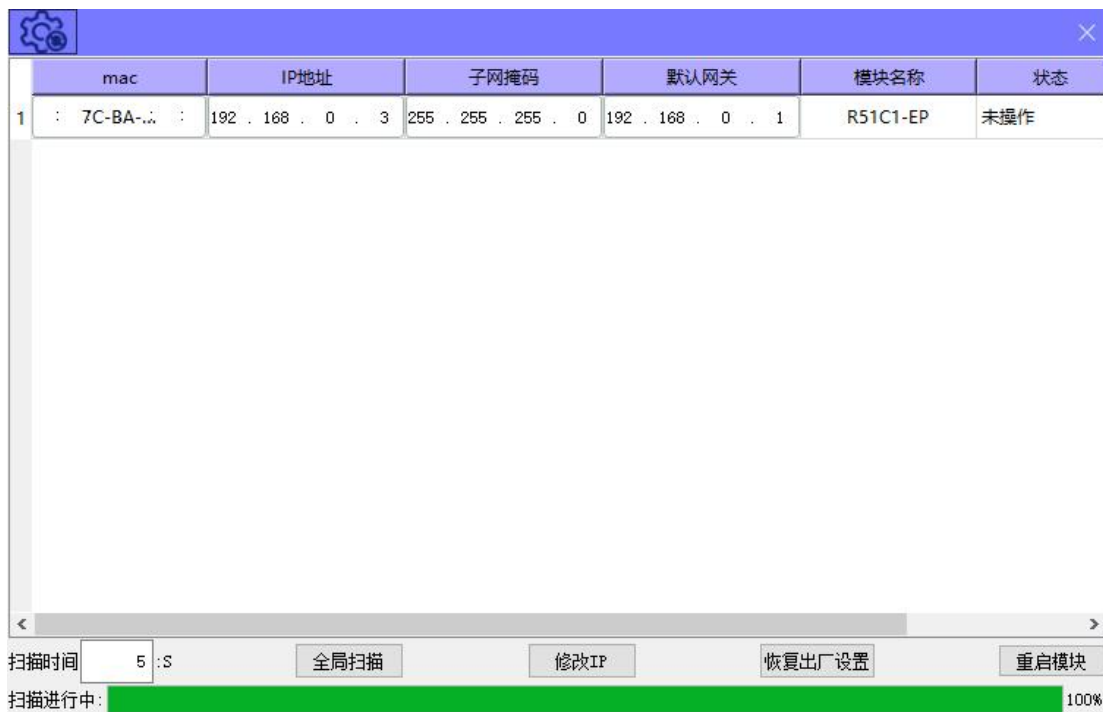 mac IP地址 子网掩码 默认网关 模块名称 状态
1 7C-BA-... 192 . 168 . 0 . 3 255 . 255 . 255 . 0 192 . 168 . 0 . 1 R51C1-EP 未操作
扫描时间 5 :S 全局扫描 修改IP 恢复出厂设置 重启模块
扫描进行中: 100%